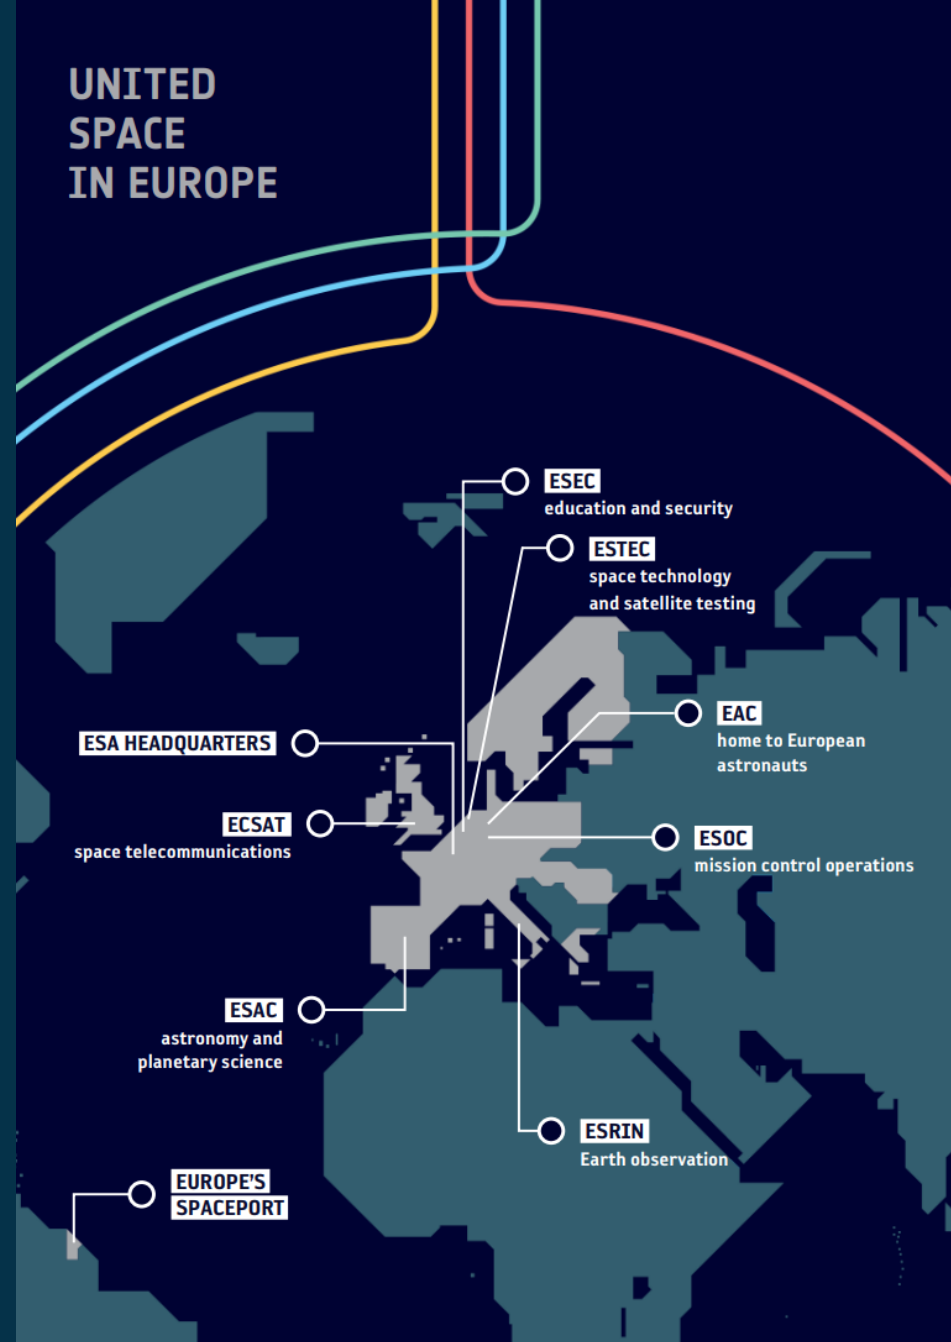 UNITED
SPACE
IN EUROPE
ESEC
education and security
ESTEC
space technology
and satellite testing
EAC
home to European
astronauts
ESA HEADQUARTERS
ECSAT
space telecommunications
ESOC
mission control operations
ESAC
astronomy and
planetary science
ESRIN
Earth observation
EUROPE'S
SPACEPORT